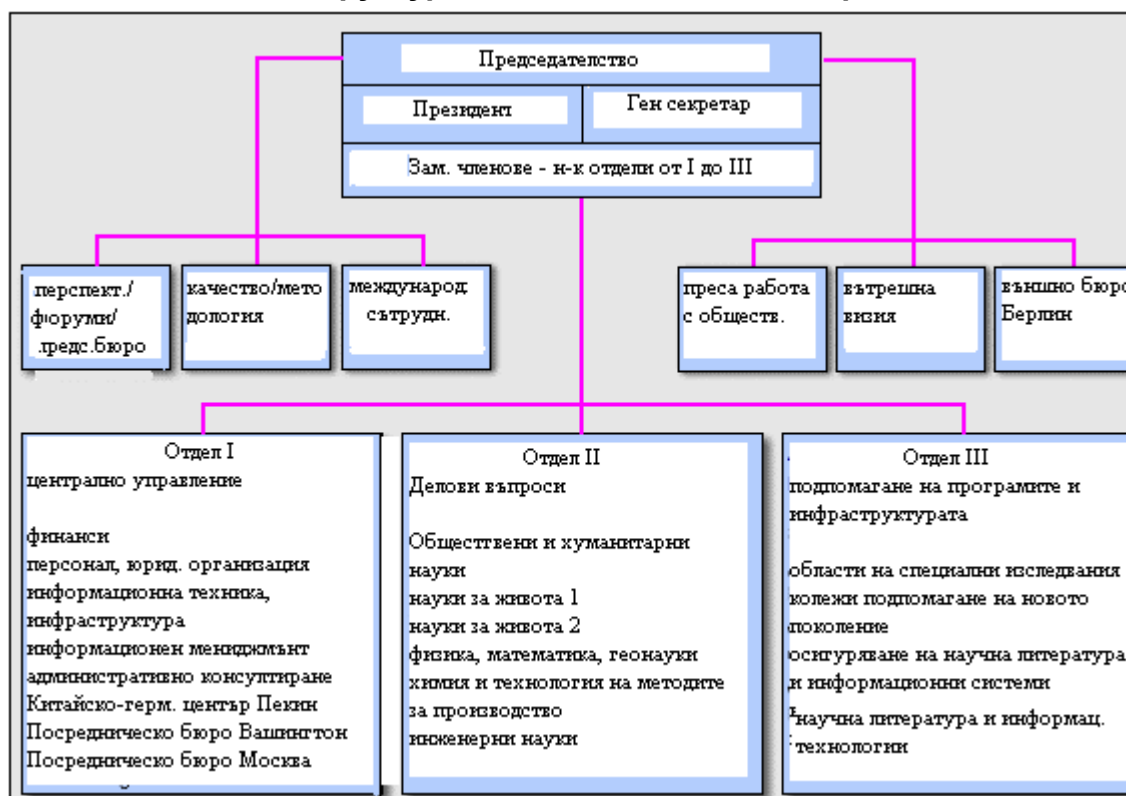 Председателство
Президент
Ген секретар
Зам. членове - н-к отдели от I до III
перспект./
форуми/
предс.бюро
качество/мето
дология
международ.
сътрудн.
преса работа
с обществ.
вътрешна
визия
външно бюро
Берлин
Отдел I
централно управление
финанси
персонал, юрид. организация
информационна техника,
инфраструктура
информационен мениджмънт
административно консултиране
Китайско-герм. център Пекин
Посредническо бюро Вашингтон
Посредническо бюро Москва
Отдел II
Делови въпроси
Обществени и хуманитарни
науки
науки за живота 1
науки за живота 2
физика, математика, геонауки
химия и технология на методите
за производство
инженерни науки
Отдел III
подпомагане на програмите и
инфраструктурата
области на специални изследвания
колежи подпомагане на новото
поколение
осигуряване на научна литература
и информационни системи
научна литература и информац.
технологии